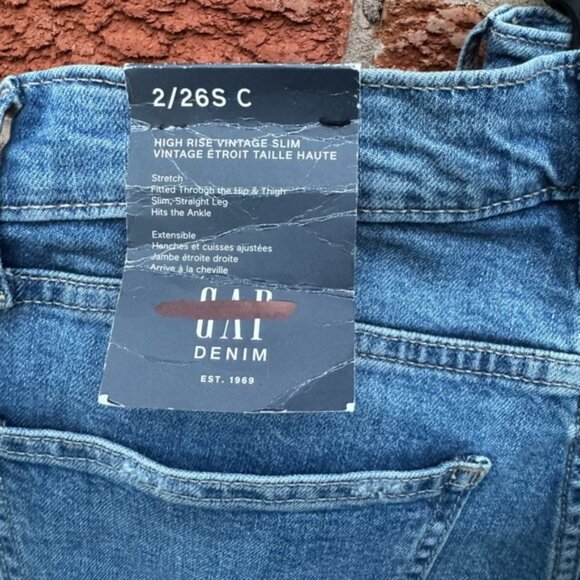 2/26S C
HIGH RISE VINTAGE SLIM
VINTAGE ÉTROIT TAILLE HAUTE
Stretch
Fitted Through the Hip & Thigh
Slim, Straight Leg
Hits the Ankle
Extensible
Hanches et cuisses ajustées
Jambe étroite droite
Arrive à la cheville
GAP
DENIM
EST. 1969